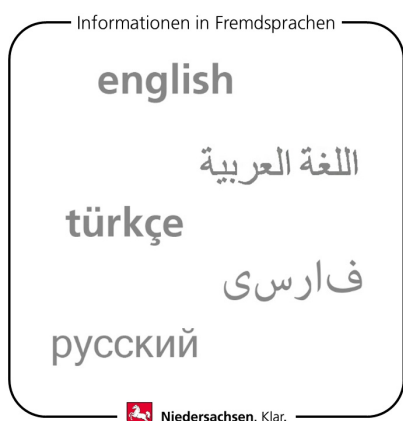 Informationen in Fremdsprachen
english
اللغة العربية
türkçe
فارسی
русский
Niedersachsen. Klar.